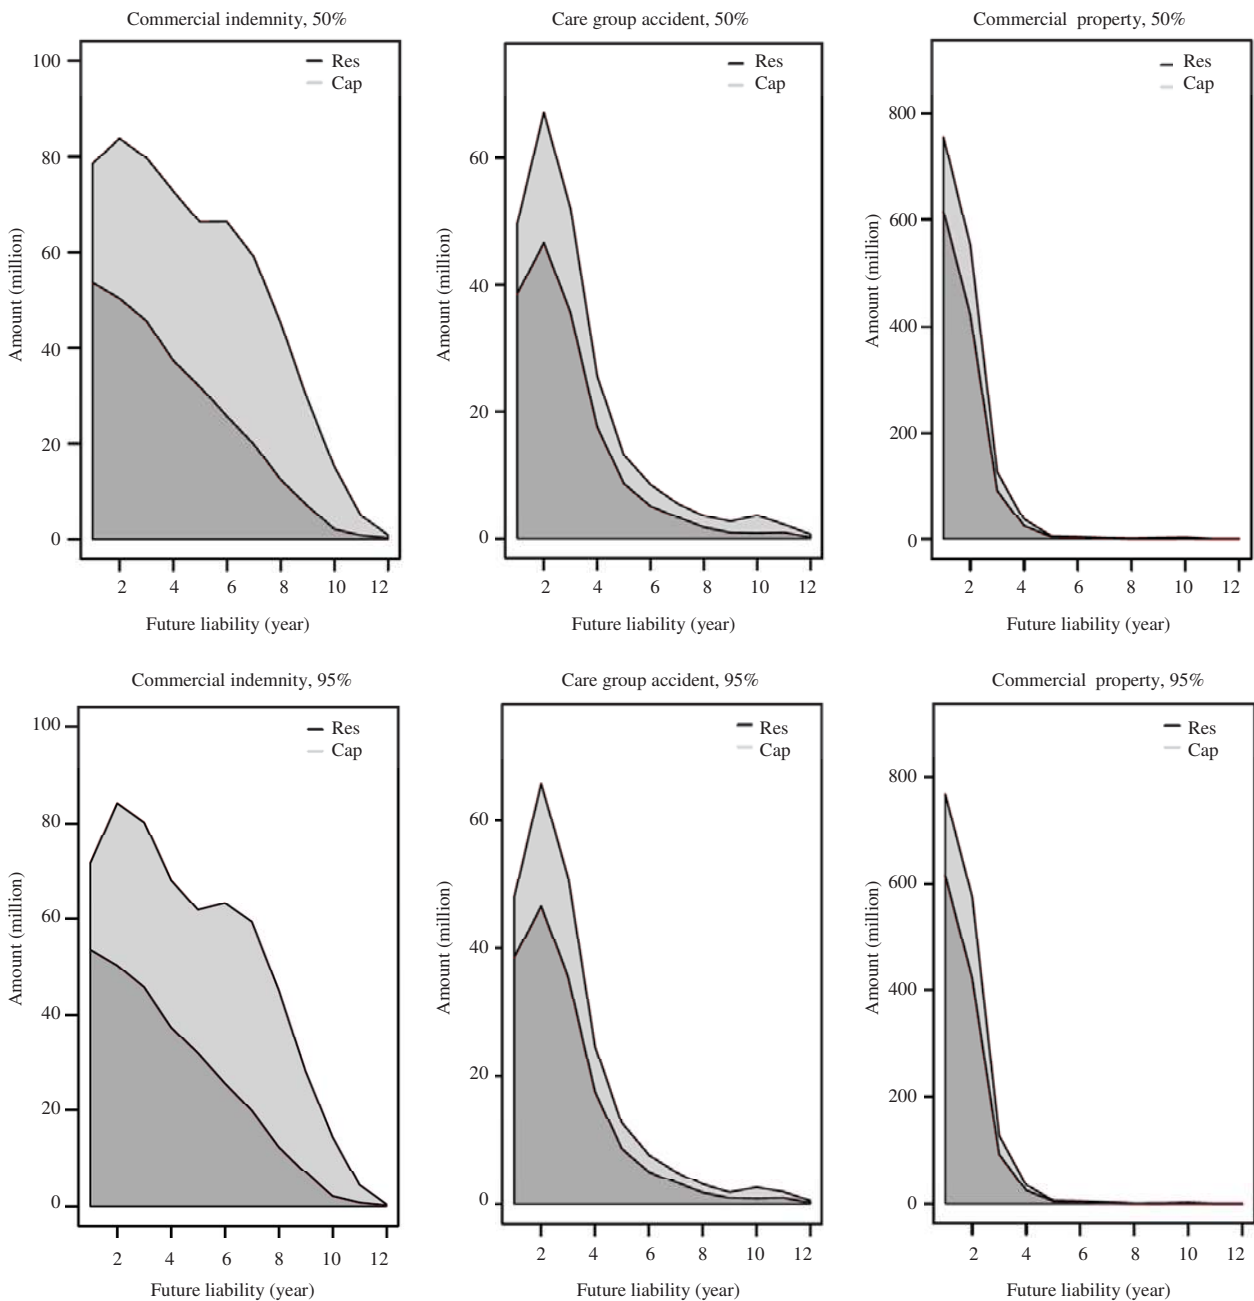 Commercial indemnity, 50%
Res
Cap
100
80
60
40
20
0
Amount (million)
2 4 6 8 10 12
Future liability (year)
Care group accident, 50%
Res
Cap
60
40
20
0
Amount (million)
2 4 6 8 10 12
Future liability (year)
Commercial property, 50%
Res
Cap
800
600
400
200
0
Amount (million)
2 4 6 8 10 12
Future liability (year)
Commercial indemnity, 95%
Res
Cap
100
80
60
40
20
0
Amount (million)
2 4 6 8 10 12
Future liability (year)
Care group accident, 95%
Res
Cap
60
40
20
0
Amount (million)
2 4 6 8 10 12
Future liability (year)
Commercial property, 95%
Res
Cap
800
600
400
200
0
Amount (million)
2 4 6 8 10 12
Future liability (year)